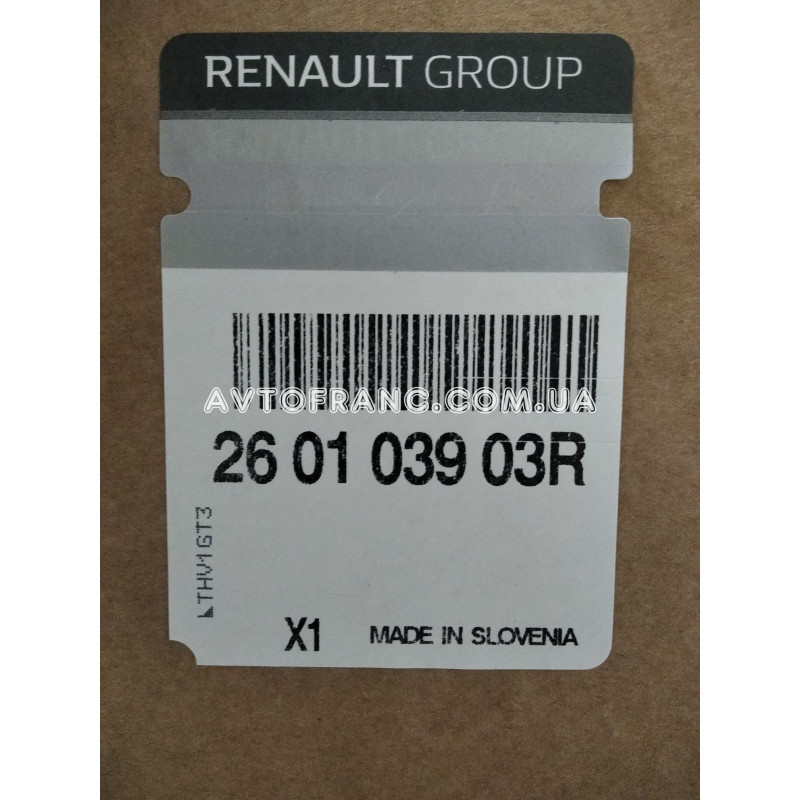 RENAULT GROUP
AVTOFRANC.COM.UA
26 01 039 03R
THV1GT3
X1 MADE IN SLOVENIA